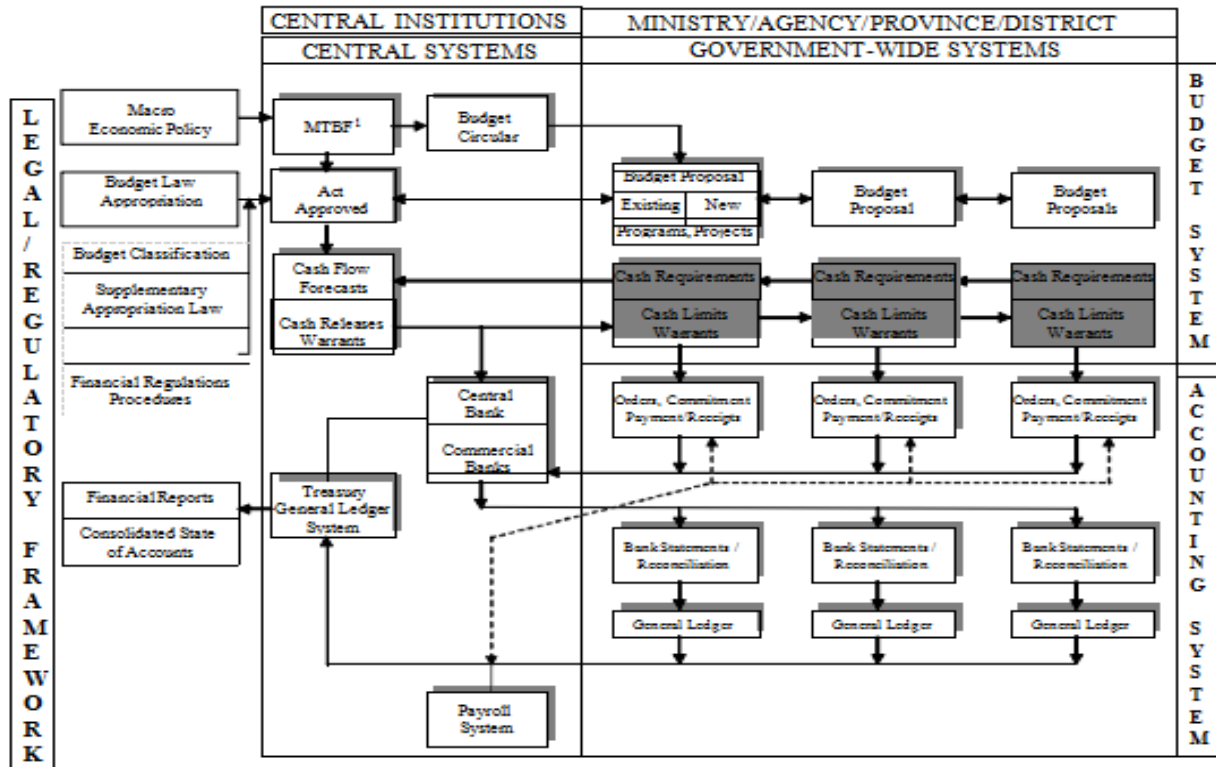 CENTRAL INSTITUTIONS
MINISTRY/AGENCY/PROVINCE/DISTRICT
CENTRAL SYSTEMS
GOVERNMENT-WIDE SYSTEMS
LEGAL/REGULATORY FRAMEWORK
BUDGET SYSTEM
ACCOUNTING SYSTEM
Macro
Economic Policy
MTBF1
Budget
Circular
Budget Law
Appropriation
Act
Approved
Budget Proposal
Existing
New
Programs, Projects
Budget
Proposal
Budget
Proposals
Budget Classification
Supplementary
Appropriation Law
Financial Regulations
Procedures
Cash Flow
Forecasts
Cash Releases
Warrants
Cash Requirements
Cash Limits
Warrants
Cash Requirements
Cash Limits
Warrants
Cash Requirements
Cash Limits
Warrants
Central
Bank
Commercial
Banks
Orders, Commitment
Payment/Receipts
Orders, Commitment
Payment/Receipts
Orders, Commitment
Payment/Receipts
Financial Reports
Consolidated State
of Accounts
Treasury
General Ledger
System
Bank Statements /
Reconciliation
Bank Statements /
Reconciliation
Bank Statements /
Reconciliation
General Ledger
General Ledger
General Ledger
Payroll
System